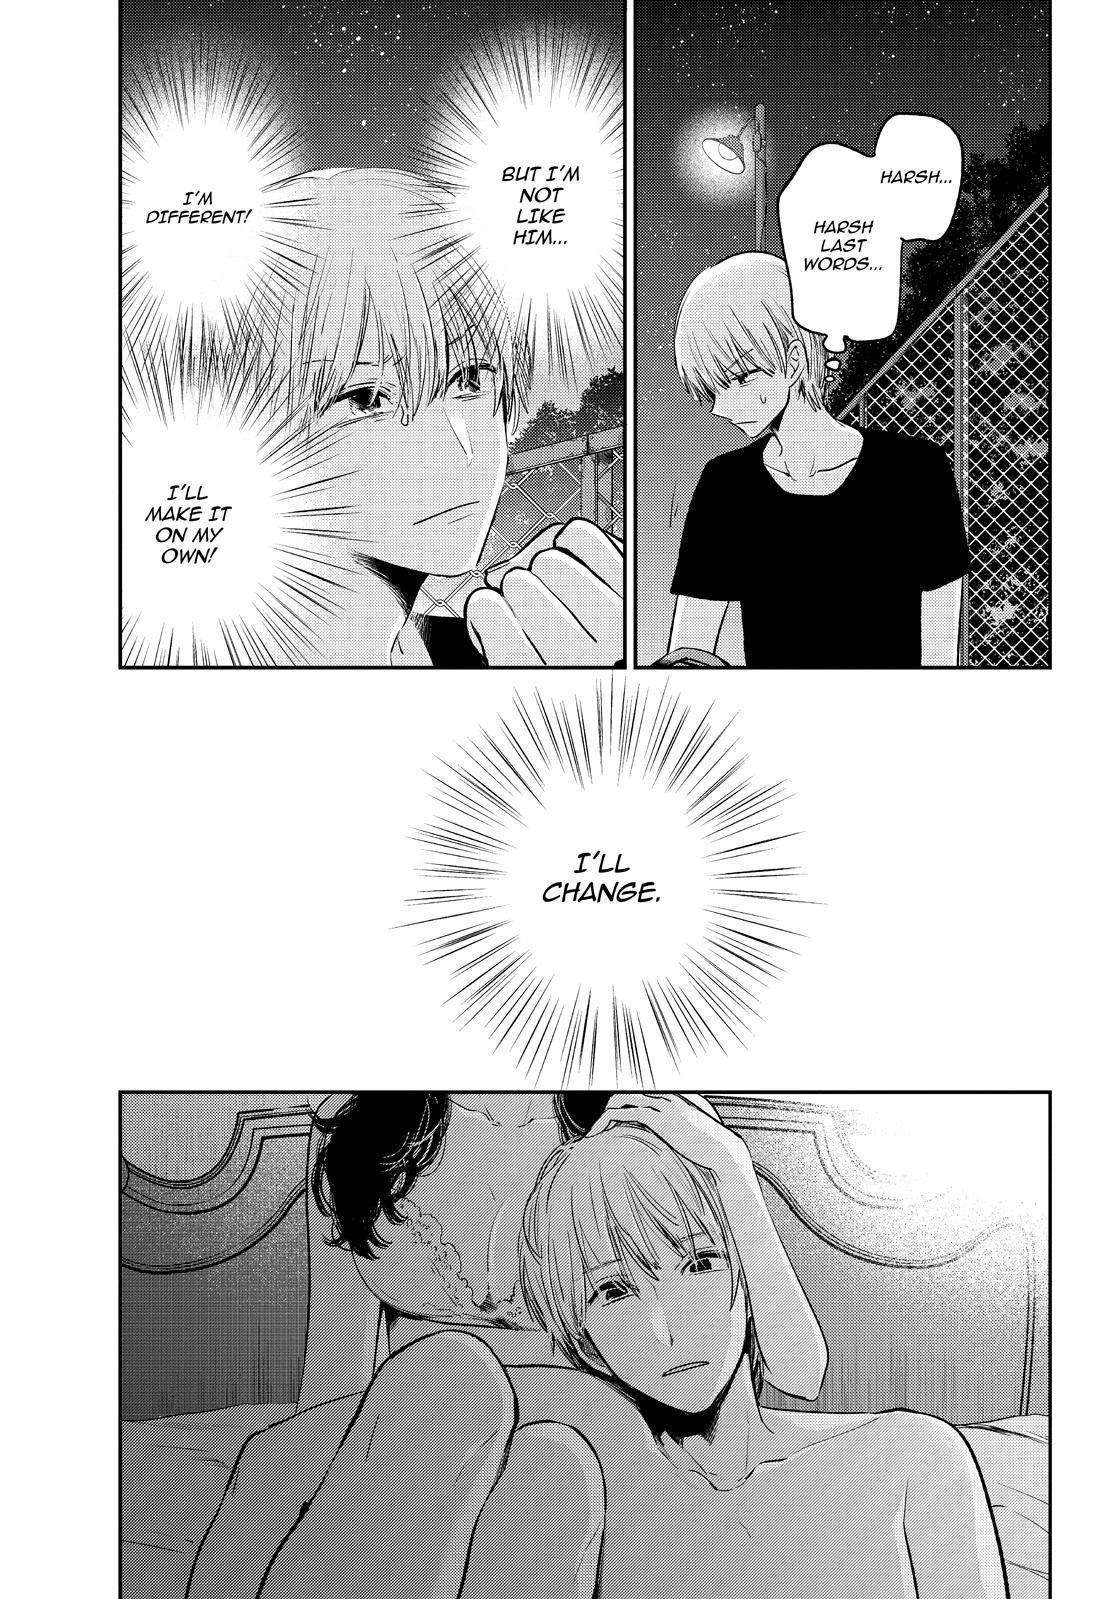 HARSH...
HARSH
LAST
WORDS...
BUT I'M
NOT
LIKE
HIM...
I'M
DIFFERENT!
I'LL
MAKE IT
ON MY
OWN!
I'LL
CHANGE.